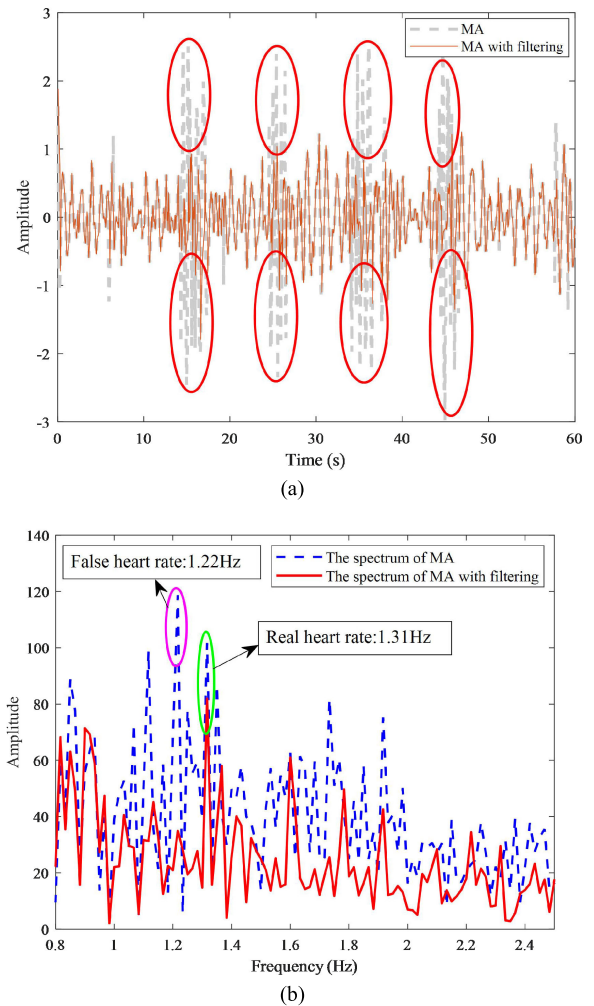 3
MA
MA with filtering
2
1
0
-1
-2
-3
Amplitude
0
10
20
30
40
50
60
Time (s)
(a)
140
The spectrum of MA
The spectrum of MA with filtering
False heart rate:1.22Hz
120
Real heart rate:1.31Hz
100
80
60
40
20
0
Amplitude
0.8
1
1.2
1.4
1.6
1.8
2
2.2
2.4
Frequency (Hz)
(b)